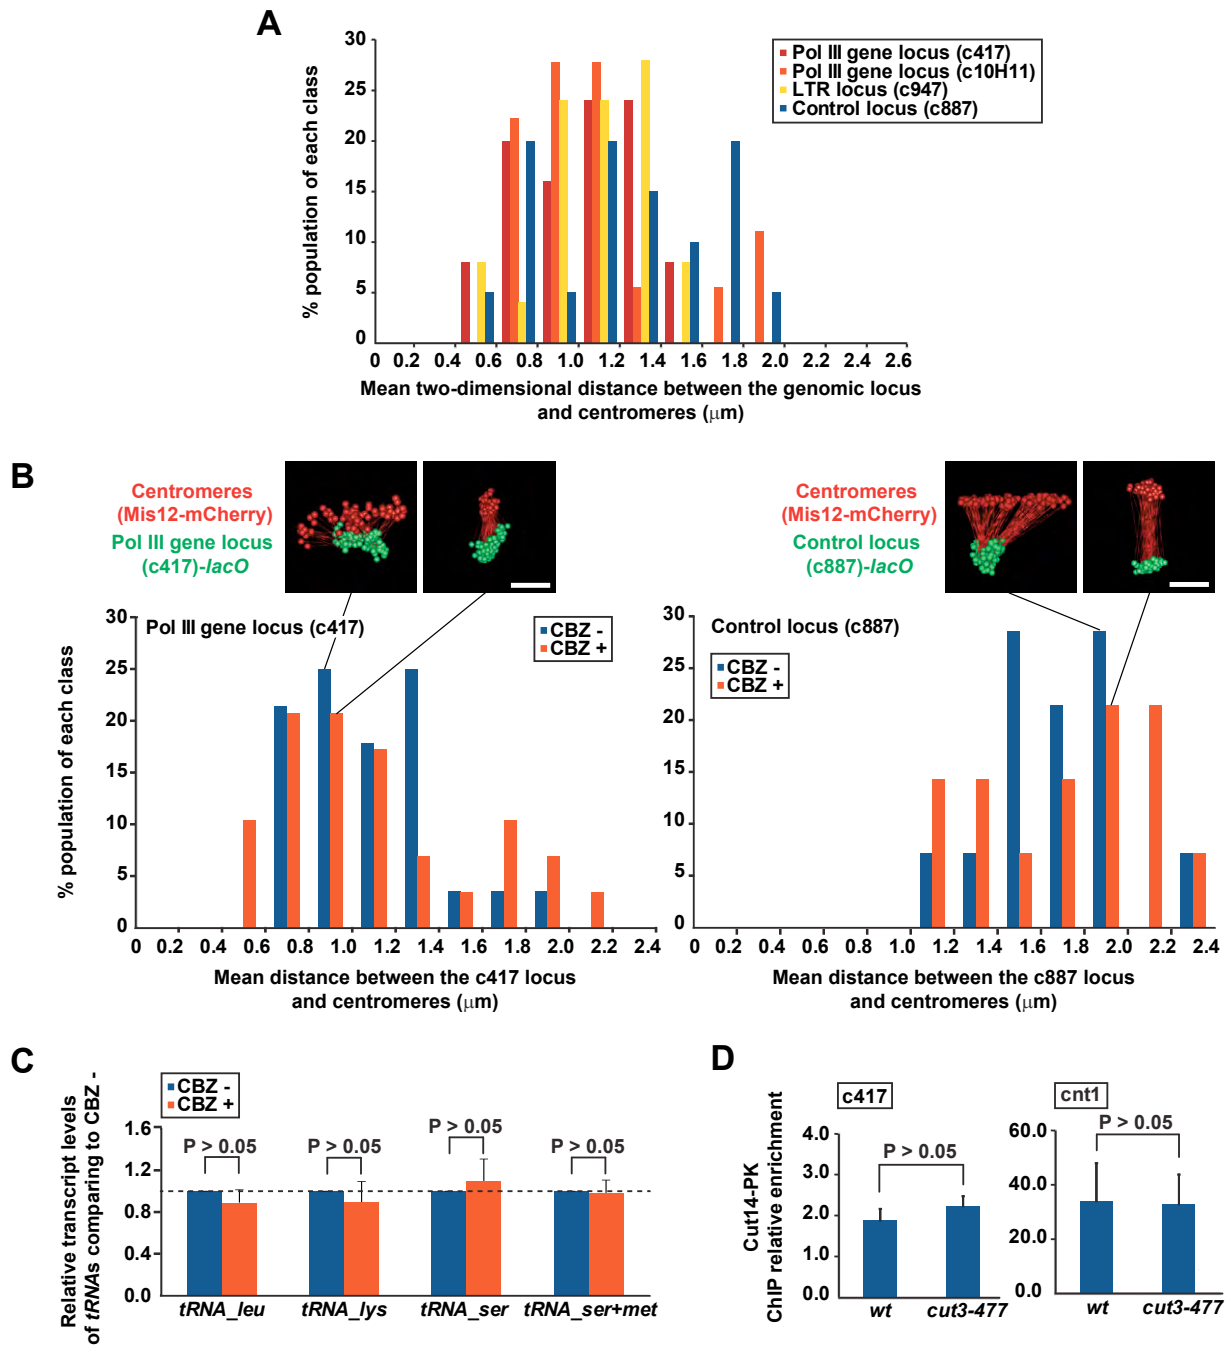 A
% population of each class
30
25
20
15
10
5
0
Pol III gene locus (c417)
Pol III gene locus (c10H11)
LTR locus (c947)
Control locus (c887)
0 0.2 0.4 0.6 0.8 1.0 1.2 1.4 1.6 1.8 2.0 2.2 2.4 2.6
Mean two-dimensional distance between the genomic locus
and centromeres (μm)
B
Centromeres
(Mis12-mCherry)
Pol III gene locus
(c417)-lacO
% population of each class
30
25
20
15
10
5
0
Pol III gene locus (c417)
CBZ -
CBZ +
0 0.2 0.4 0.6 0.8 1.0 1.2 1.4 1.6 1.8 2.0 2.2 2.4
Mean distance between the c417 locus
and centromeres (μm)
Centromeres
(Mis12-mCherry)
Control locus
(c887)-lacO
30
25
20
15
10
5
0
Control locus (c887)
CBZ -
CBZ +
0 0.2 0.4 0.6 0.8 1.0 1.2 1.4 1.6 1.8 2.0 2.2 2.4
Mean distance between the c887 locus
and centromeres (μm)
C
Relative transcript levels
of tRNAs comparing to CBZ -
CBZ -
CBZ +
1.6
1.2
0.8
0.4
0.0
P > 0.05
P > 0.05
P > 0.05
P > 0.05
tRNA_leu tRNA_lys tRNA_ser tRNA_ser+met
D
Cut14-PK
ChIP relative enrichment
c417
4.0
3.0
2.0
1.0
0.0
P > 0.05
wt cut3-477
cnt1
60.0
40.0
20.0
0.0
P > 0.05
wt cut3-477